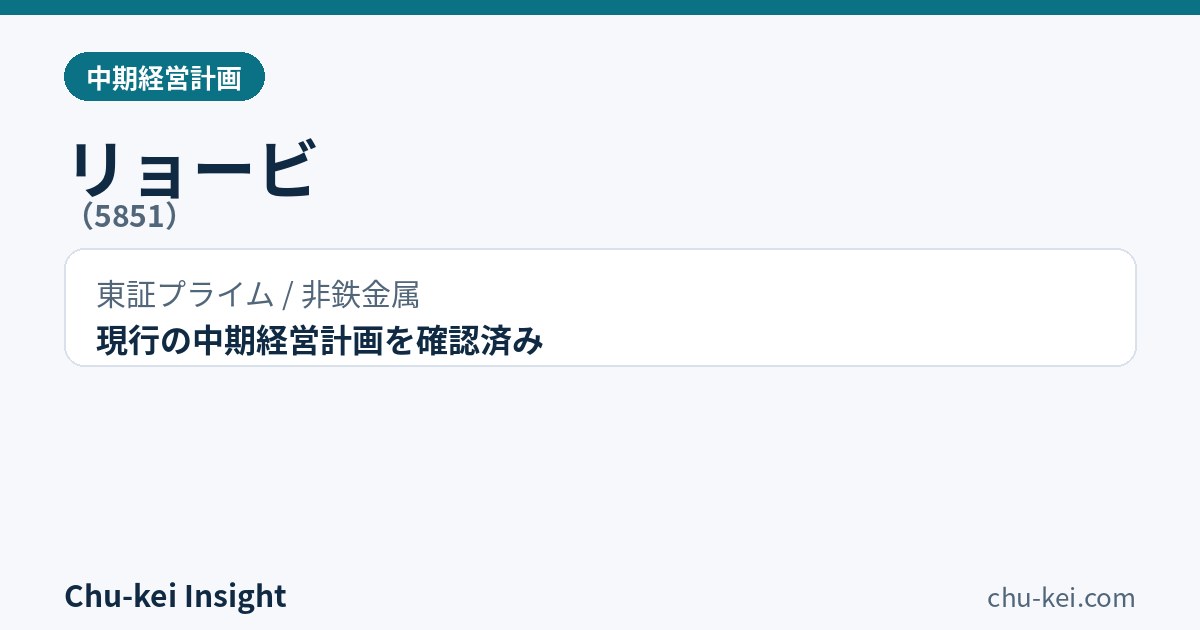 中期経営計画
リョービ
（5851）
東証プライム / 非鉄金属
現行の中期経営計画を確認済み
Chu-kei Insight
chu-kei.com